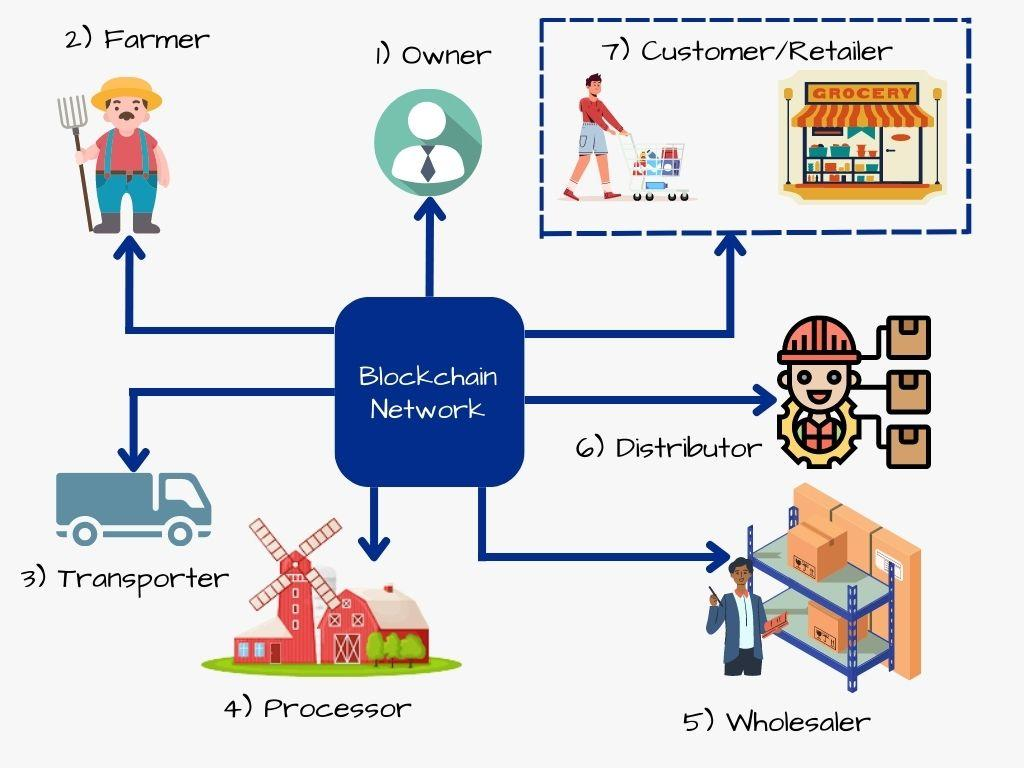 2) Farmer
1) Owner
7) Customer/Retailer
GROCERY
Blockchain
Network
6) Distributor
3) Transporter
4) Processor
5) Wholesaler